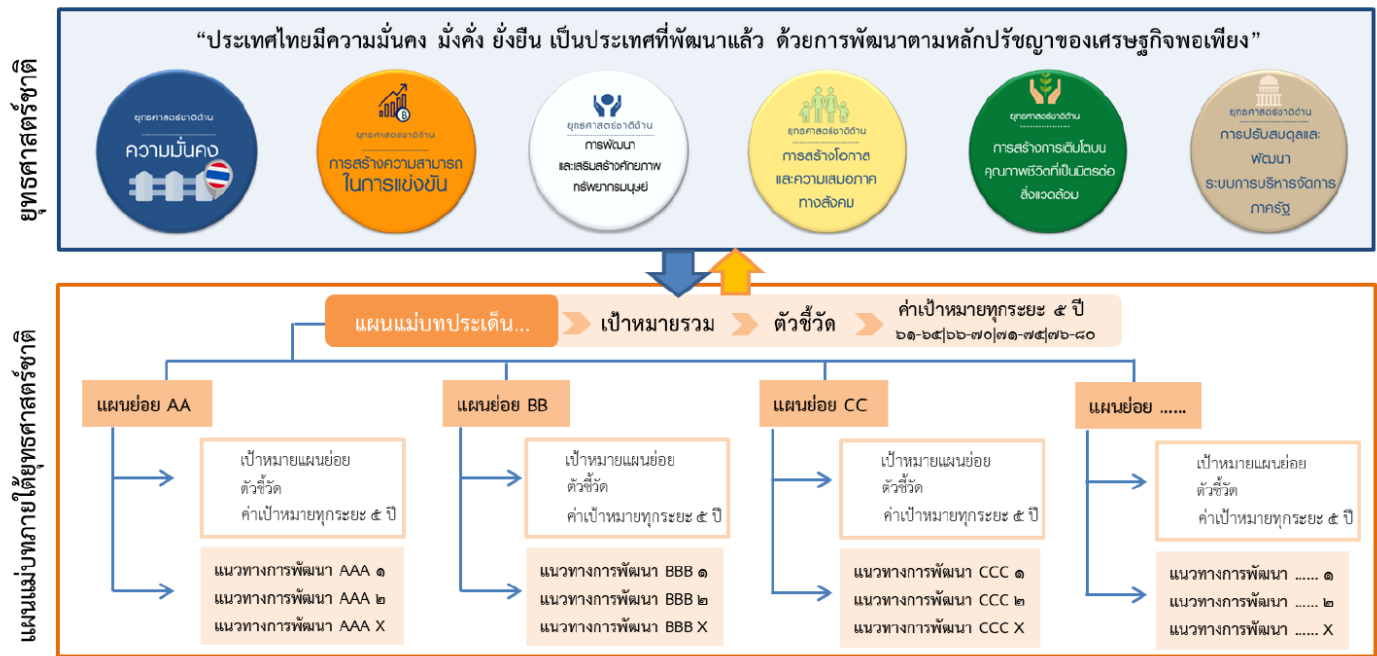 ยุทธศาสตร์ชาติ
“ประเทศไทยมีความมั่นคง มั่งคั่ง ยั่งยืน เป็นประเทศที่พัฒนาแล้ว ด้วยการพัฒนาตามหลักปรัชญาของเศรษฐกิจพอเพียง”
ยุทธศาสตร์ชาติด้าน
ความมั่นคง
ยุทธศาสตร์ชาติด้าน
การสร้างความสามารถ
ในการแข่งขัน
ยุทธศาสตร์ชาติด้าน
การพัฒนา
และเสริมสร้างศักยภาพ
ทรัพยากรมนุษย์
ยุทธศาสตร์ชาติด้าน
การสร้างโอกาส
และความเสมอภาค
ทางสังคม
ยุทธศาสตร์ชาติด้าน
การสร้างการเติบโตบน
คุณภาพชีวิตที่เป็นมิตรต่อ
สิ่งแวดล้อม
ยุทธศาสตร์ชาติด้าน
การปรับสมดุลและ
พัฒนา
ระบบการบริหารจัดการ
ภาครัฐ
แผนแม่บทภายใต้ยุทธศาสตร์ชาติ
แผนแม่บทประเด็น...
เป้าหมายรวม
ตัวชี้วัด
ค่าเป้าหมายทุกระยะ ๕ ปี
๖๑-๖๕|๖๖-๗๐|๗๑-๗๕|๗๖-๘๐
แผนย่อย AA
เป้าหมายแผนย่อย
ตัวชี้วัด
ค่าเป้าหมายทุกระยะ ๕ ปี
แนวทางการพัฒนา AAA ๑
แนวทางการพัฒนา AAA ๒
แนวทางการพัฒนา AAA X
แผนย่อย BB
เป้าหมายแผนย่อย
ตัวชี้วัด
ค่าเป้าหมายทุกระยะ ๕ ปี
แนวทางการพัฒนา BBB ๑
แนวทางการพัฒนา BBB ๒
แนวทางการพัฒนา BBB X
แผนย่อย CC
เป้าหมายแผนย่อย
ตัวชี้วัด
ค่าเป้าหมายทุกระยะ ๕ ปี
แนวทางการพัฒนา CCC ๑
แนวทางการพัฒนา CCC ๒
แนวทางการพัฒนา CCC X
แผนย่อย ......
เป้าหมายแผนย่อย
ตัวชี้วัด
ค่าเป้าหมายทุกระยะ ๕ ปี
แนวทางการพัฒนา ...... ๑
แนวทางการพัฒนา ...... ๒
แนวทางการพัฒนา ...... X